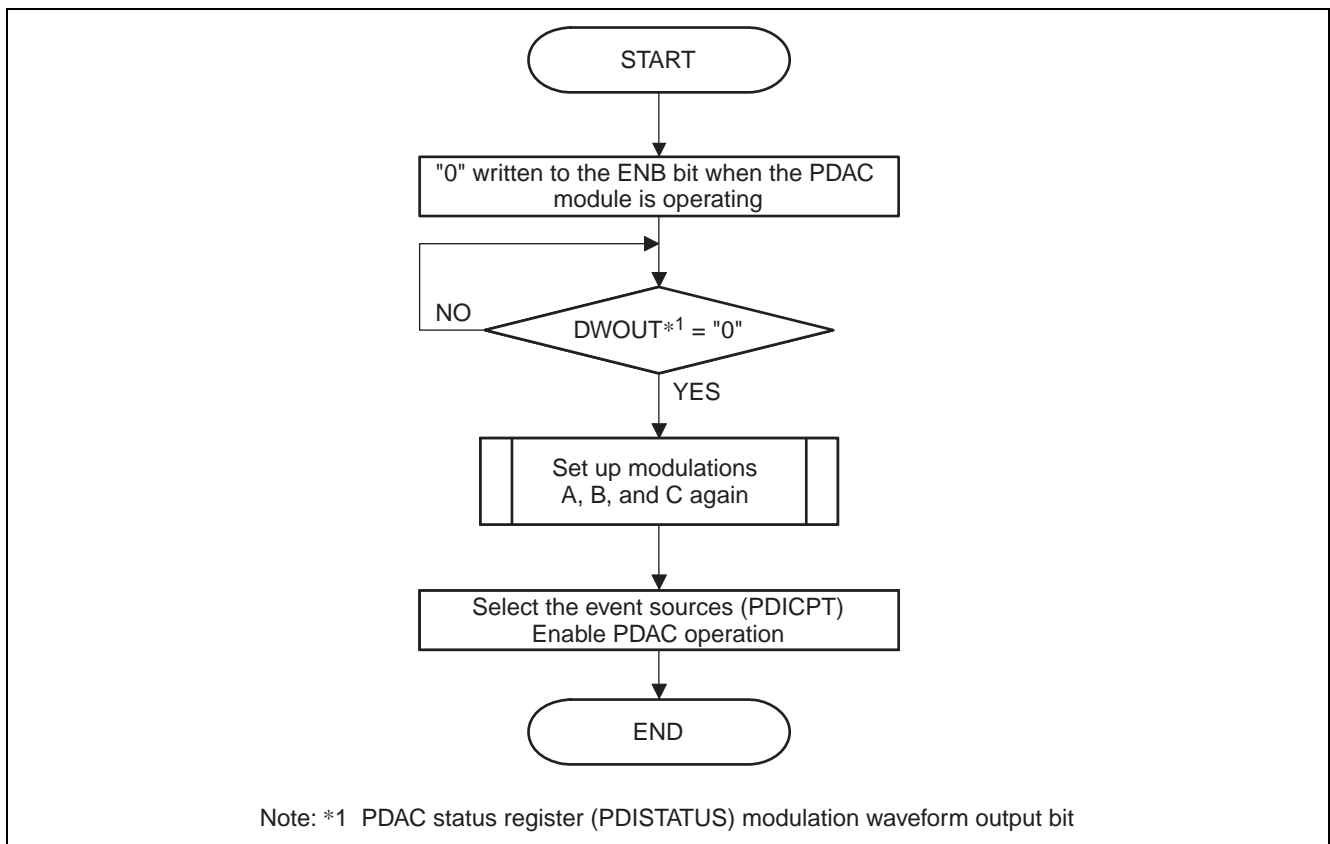 START
"0" written to the ENB bit when the PDAC
module is operating
NO
DWOUT*1 = "0"
YES
Set up modulations
A, B, and C again
Select the event sources (PDICPT)
Enable PDAC operation
END
Note: *1 PDAC status register (PDISTATUS) modulation waveform output bit